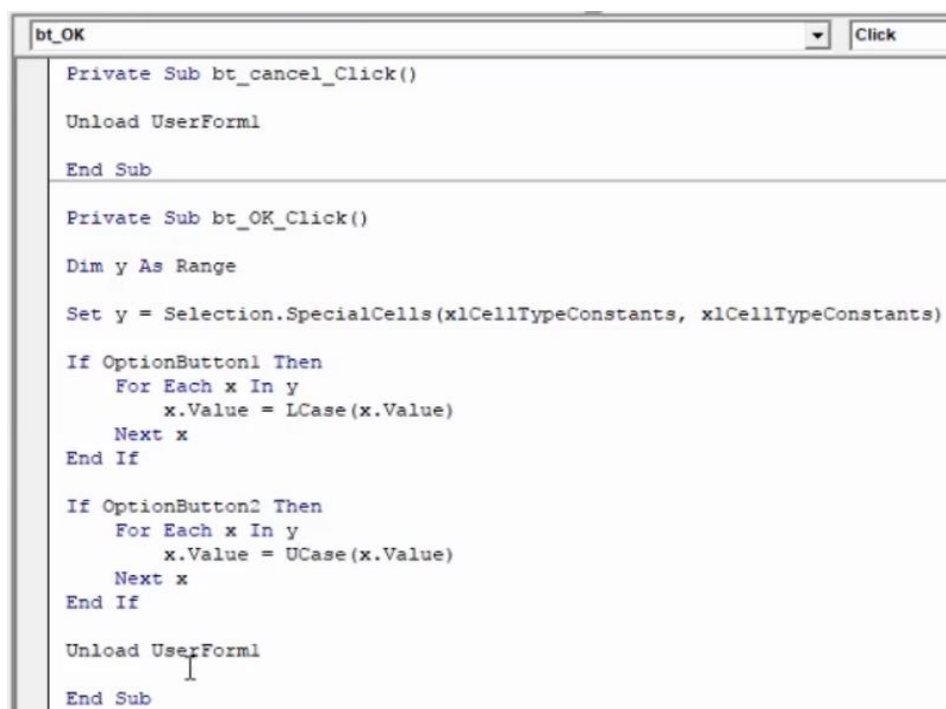 bt_OK
Click
Private Sub bt_cancel_Click()
Unload UserForm1
End Sub
Private Sub bt_OK_Click()
Dim y As Range
Set y = Selection.SpecialCells(xlCellTypeConstants, xlCellTypeConstants)
If OptionButton1 Then
For Each x In y
x.Value = LCase(x.Value)
Next x
End If
If OptionButton2 Then
For Each x In y
x.Value = UCase(x.Value)
Next x
End If
Unload UserForm1
End Sub